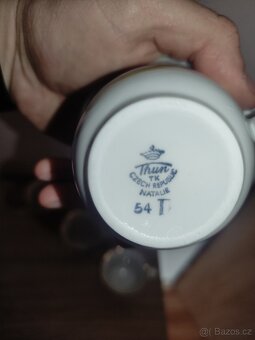 Thun
TK
CZECH REPUBLIC
NATALIE
54 T
@ Bazos.cz